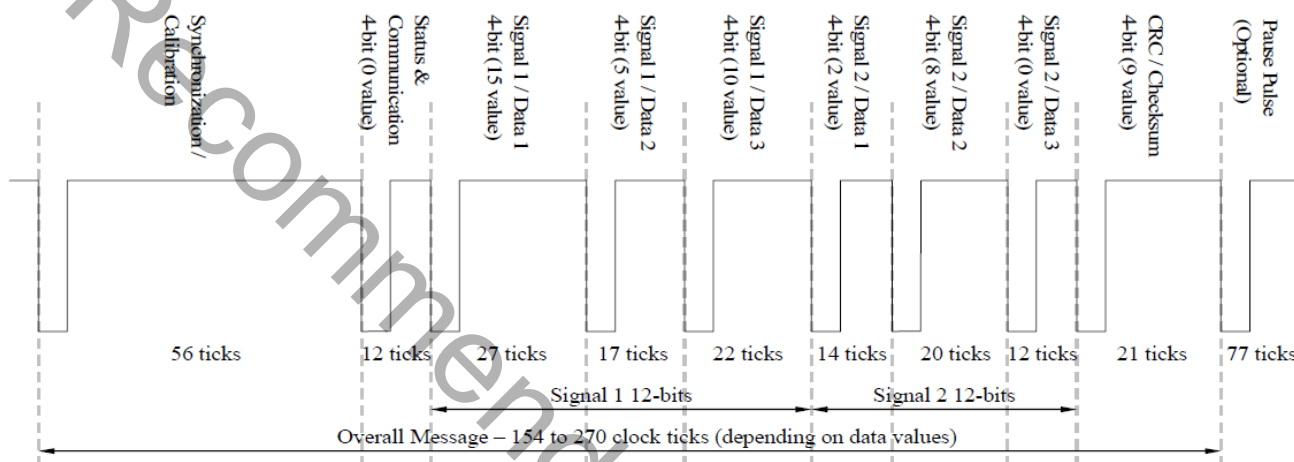 Synchronization /
Calibration
Status &
Communication
4-bit (0 value)
Signal 1 / Data 1
4-bit (15 value)
Signal 1 / Data 2
4-bit (5 value)
Signal 1 / Data 3
4-bit (10 value)
Signal 2 / Data 1
4-bit (2 value)
Signal 2 / Data 2
4-bit (8 value)
Signal 2 / Data 3
4-bit (0 value)
CRC / Checksum
4-bit (9 value)
Pause Pulse
(Optional)
56 ticks
12 ticks
27 ticks
17 ticks
22 ticks
14 ticks
20 ticks
12 ticks
21 ticks
77 ticks
Signal 1 12-bits
Signal 2 12-bits
Overall Message – 154 to 270 clock ticks (depending on data values)
Recommend